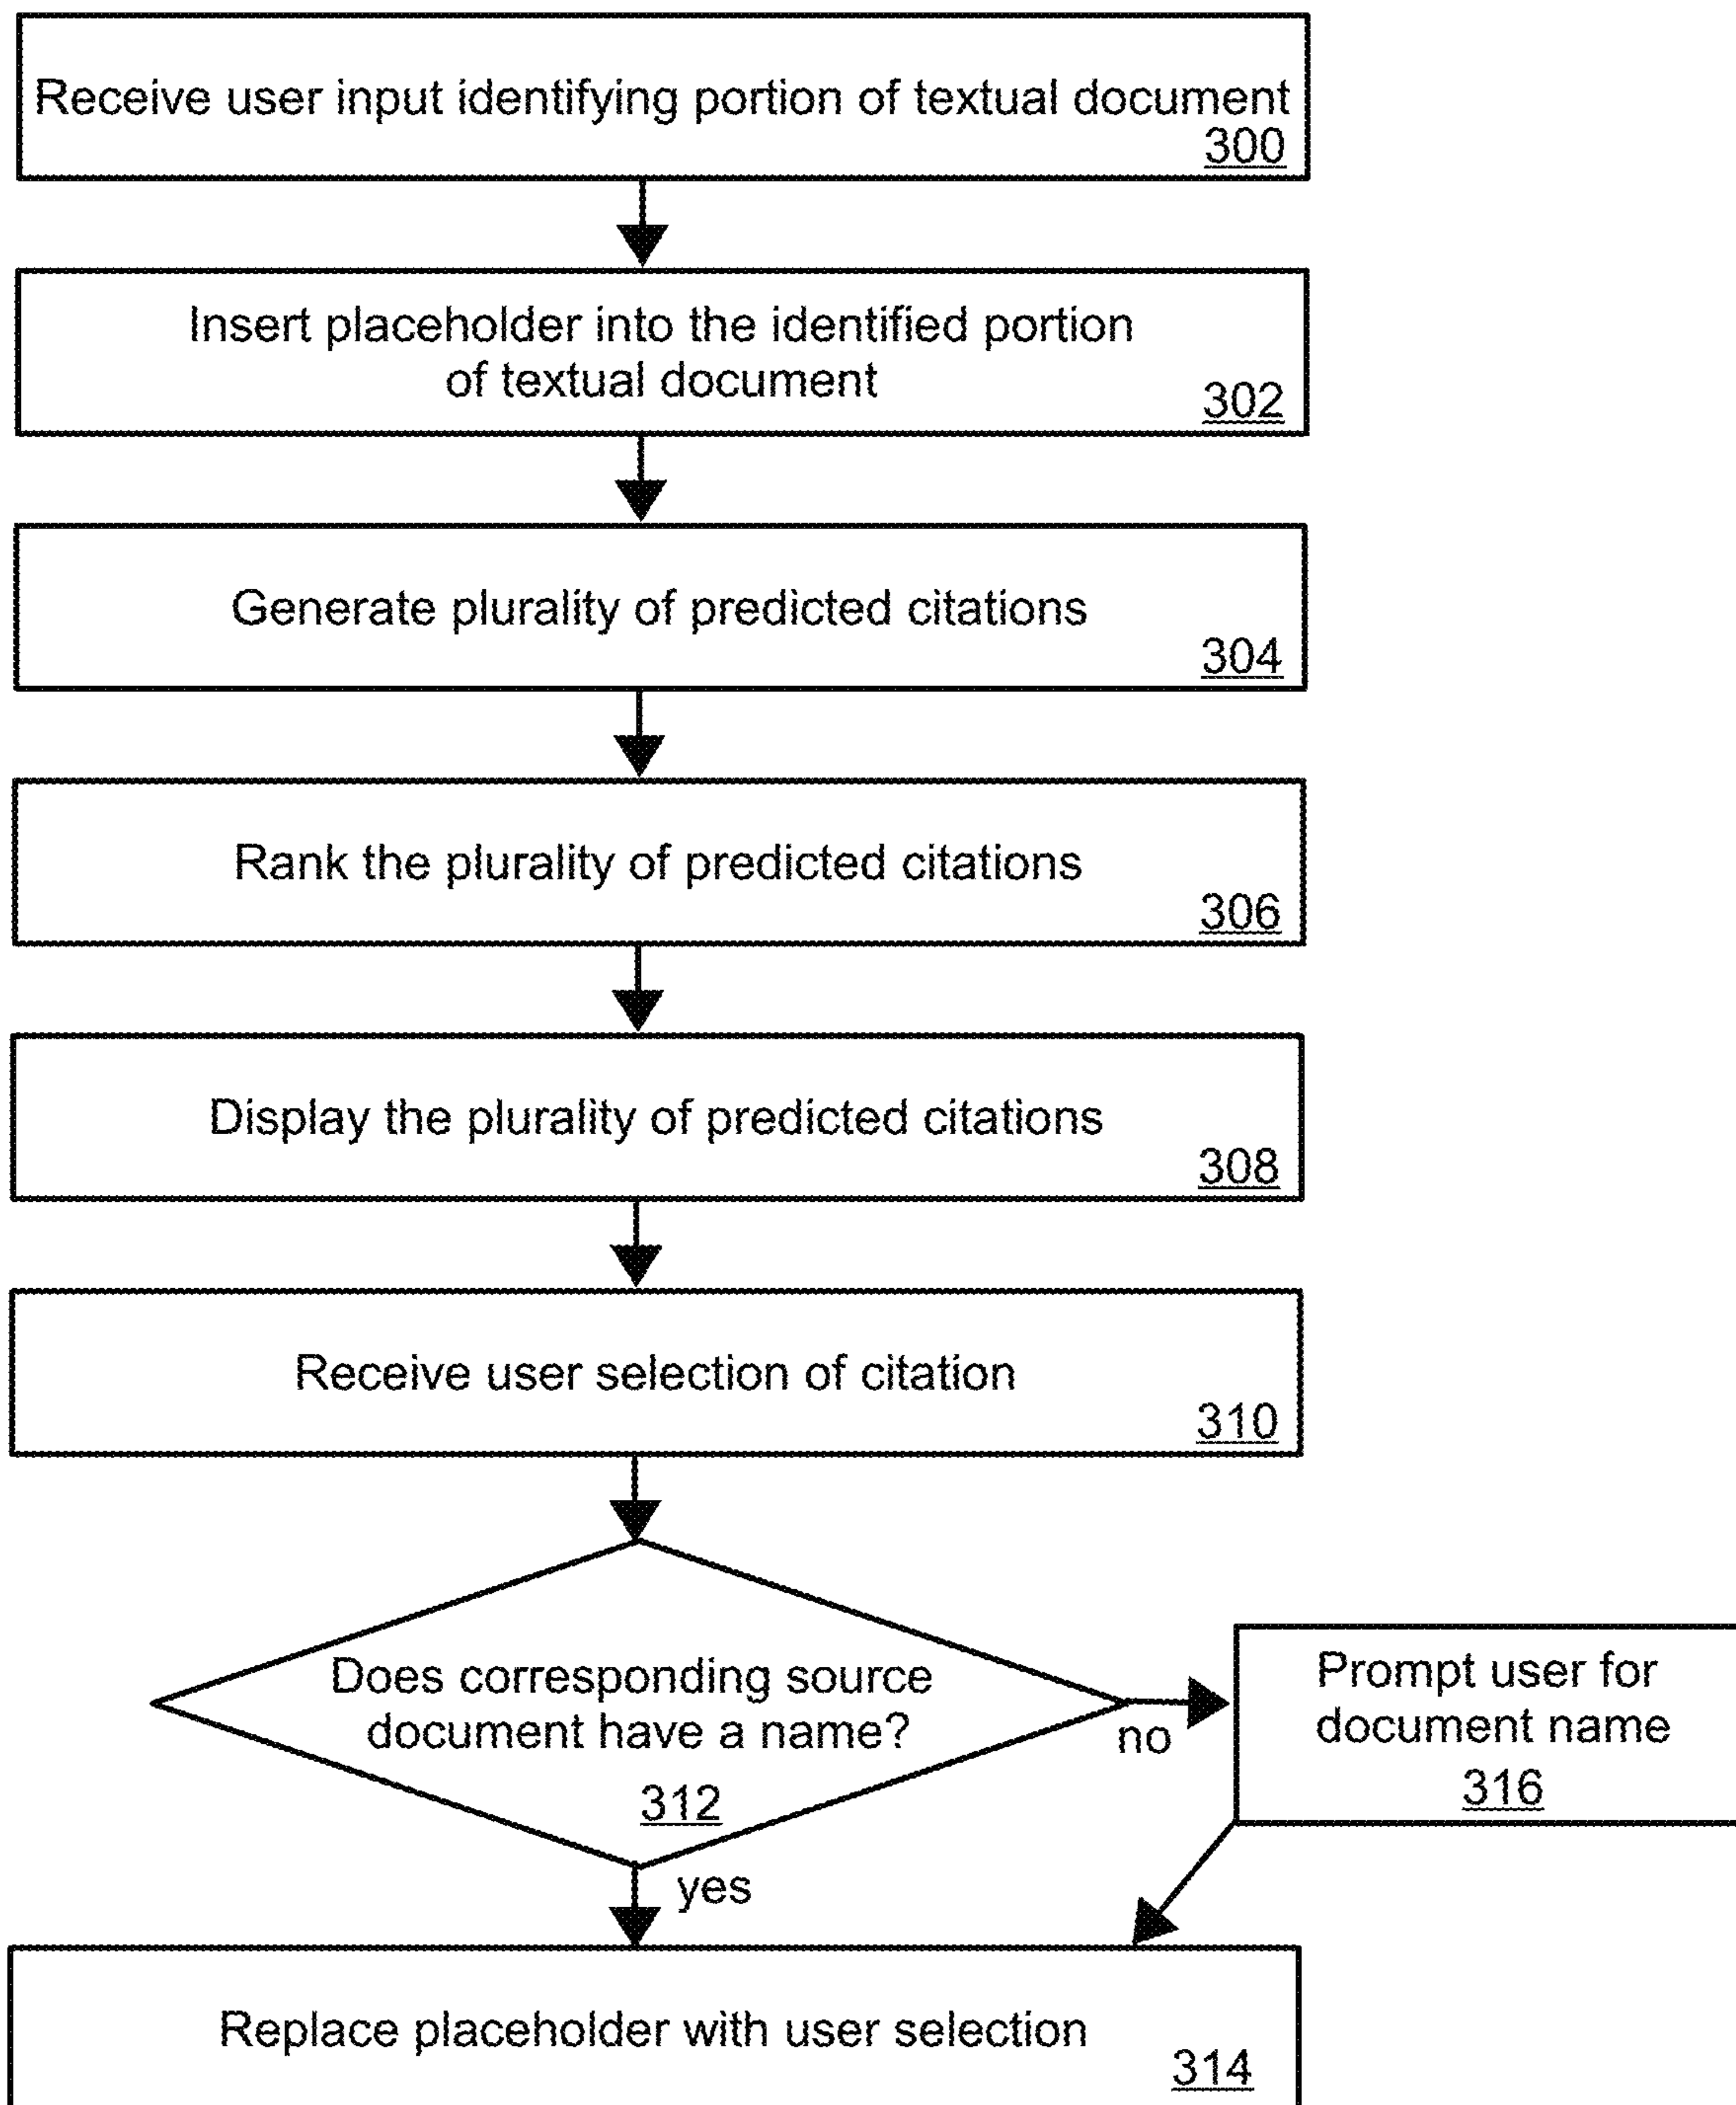 Receive user input identifying portion of textual document
300
Insert placeholder into the identified portion
of textual document
302
Generate plurality of predicted citations
304
Rank the plurality of predicted citations
306
Display the plurality of predicted citations
308
Receive user selection of citation
310
Does corresponding source
document have a name?
312
no
Prompt user for
document name
316
yes
Replace placeholder with user selection
314